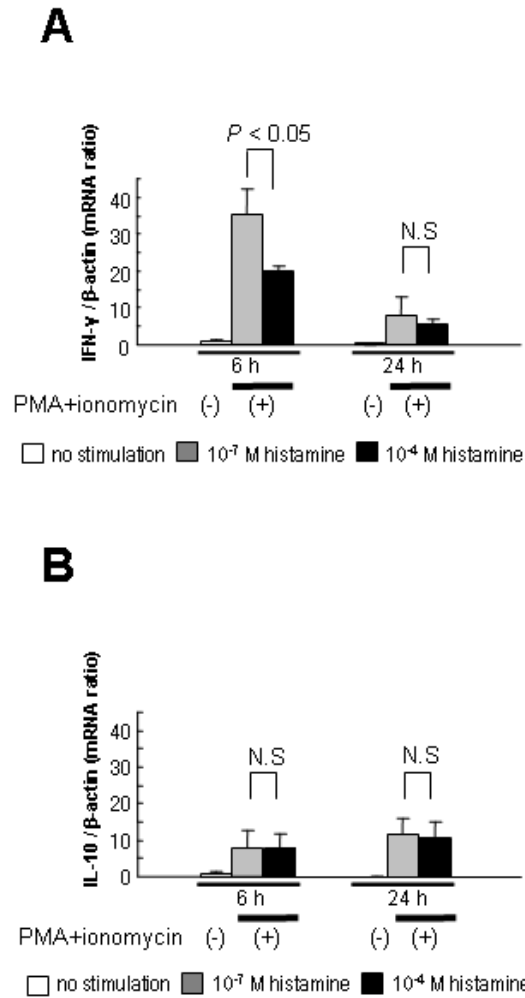 A
P < 0.05
N.S
IFN-γ/β-actin (mRNA ratio)
40
30
20
10
0
6 h
24 h
PMA+ionomycin (-) (+) (-) (+)
no stimulation 10⁻⁷ M histamine 10⁻⁴ M histamine
B
N.S
N.S
IL-10/β-actin (mRNA ratio)
40
30
20
10
0
6 h
24 h
PMA+ionomycin (-) (+) (-) (+)
no stimulation 10⁻⁷ M histamine 10⁻⁴ M histamine